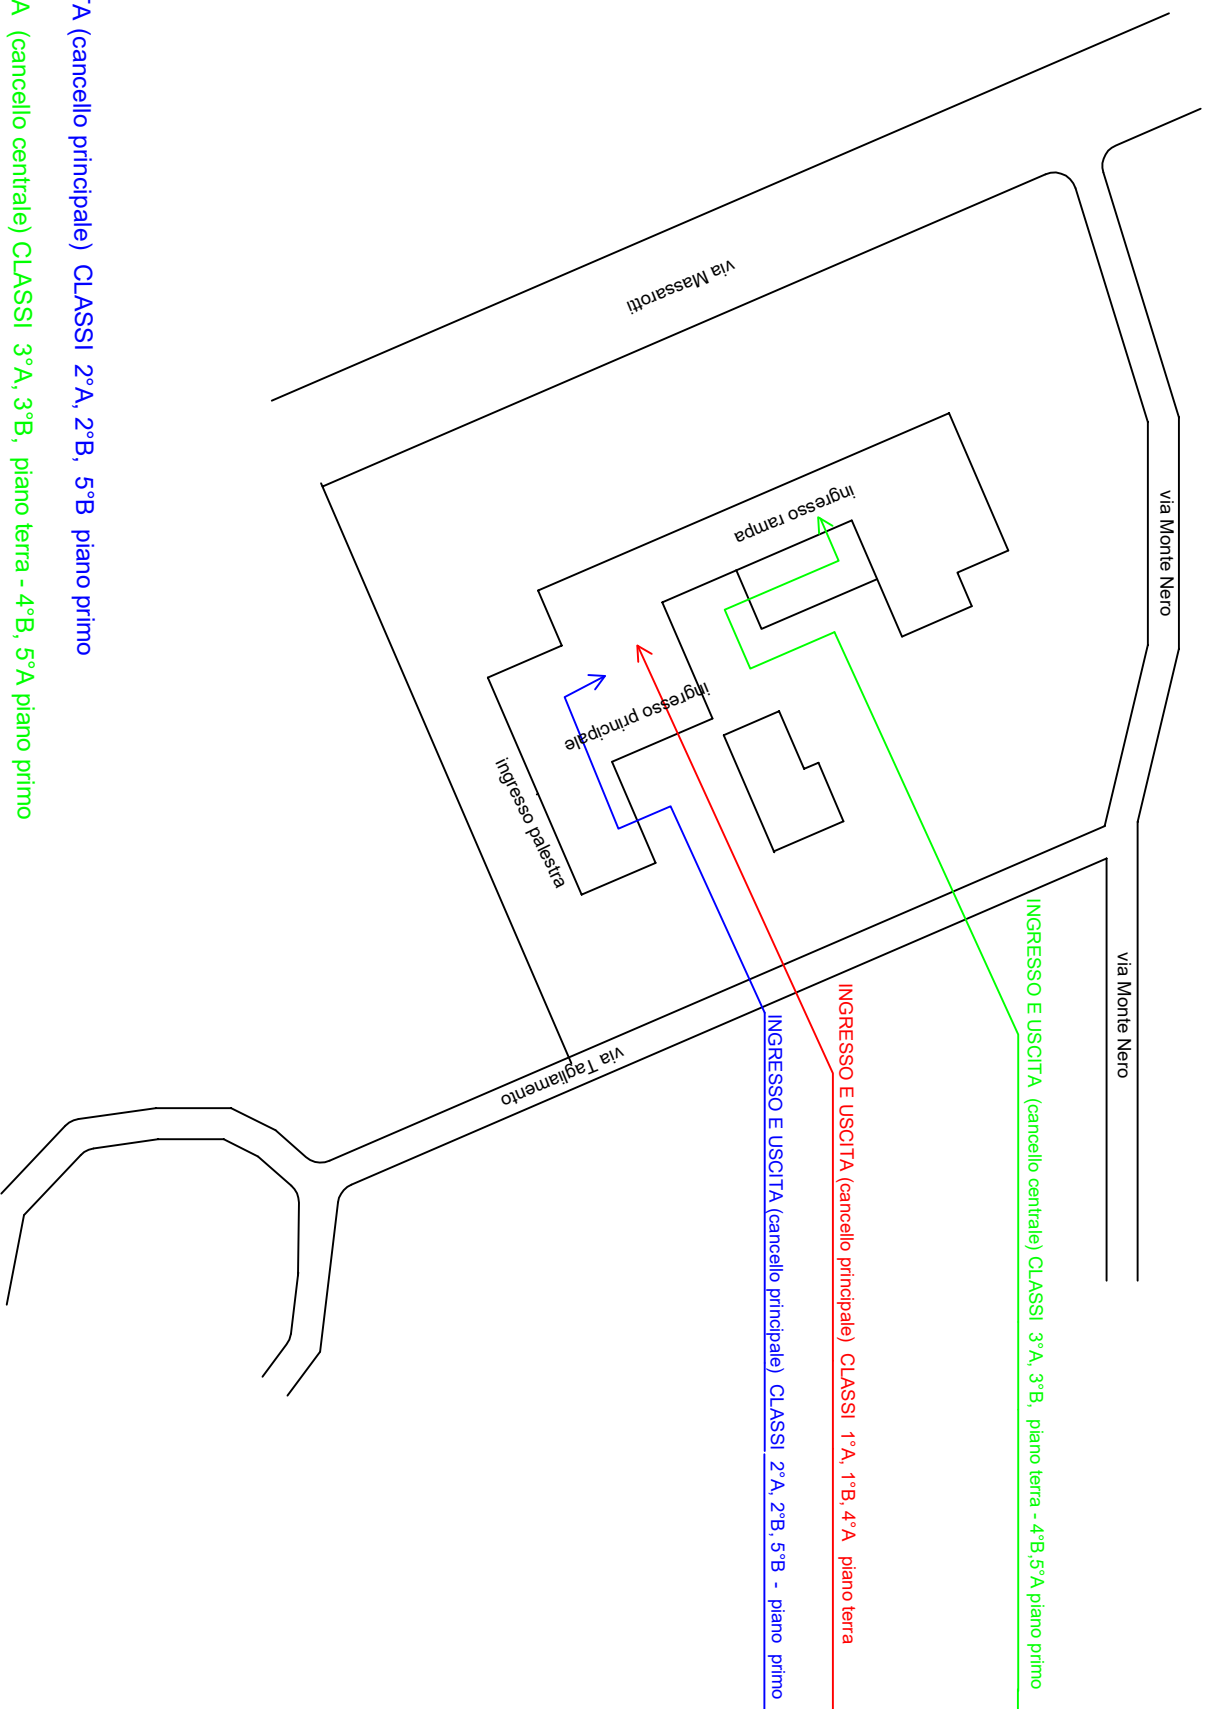 via Massarotti
via Monte Nero
ingresso rampa
ingresso principale
ingresso palestra
via Monte Nero
via Tagliamento
INGRESSO E USCITA (cancello centrale) CLASSI 3°A, 3°B, piano terra - 4°B,5°A piano primo
INGRESSO E USCITA (cancello principale) CLASSI 1°A, 1°B, 4°A piano terra
INGRESSO E USCITA (cancello principale) CLASSI 2°A, 2°B, 5°B - piano primo
TA (cancello principale) CLASSI 2°A, 2°B, 5°B piano primo
A (cancello centrale) CLASSI 3°A, 3°B, piano terra - 4°B, 5°A piano primo